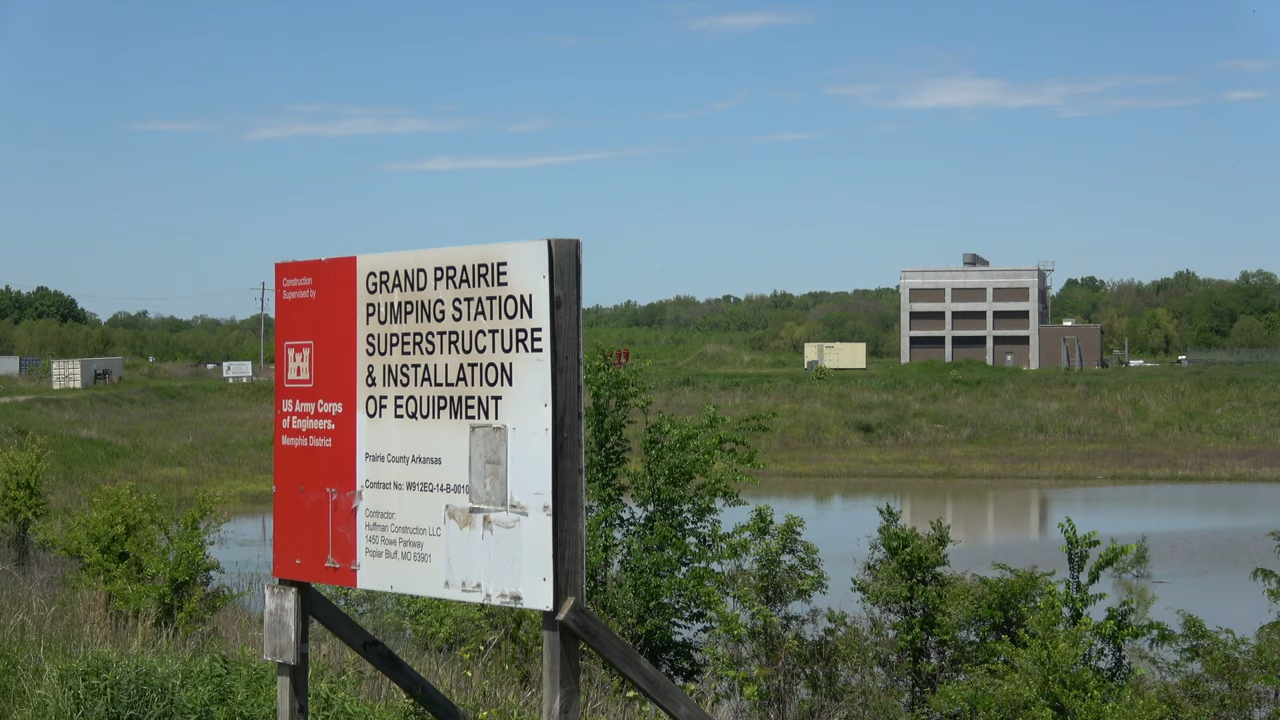 Construction
Supervised by
US Army Corps
of Engineers®
Memphis District
GRAND PRAIRIE
PUMPING STATION
SUPERSTRUCTURE
& INSTALLATION
OF EQUIPMENT
Prairie County Arkansas
Contract No: W912EQ-14-B-0010
Contractor:
Huffman Construction LLC
1450 Rowe Parkway
Poplar Bluff, MO 63901